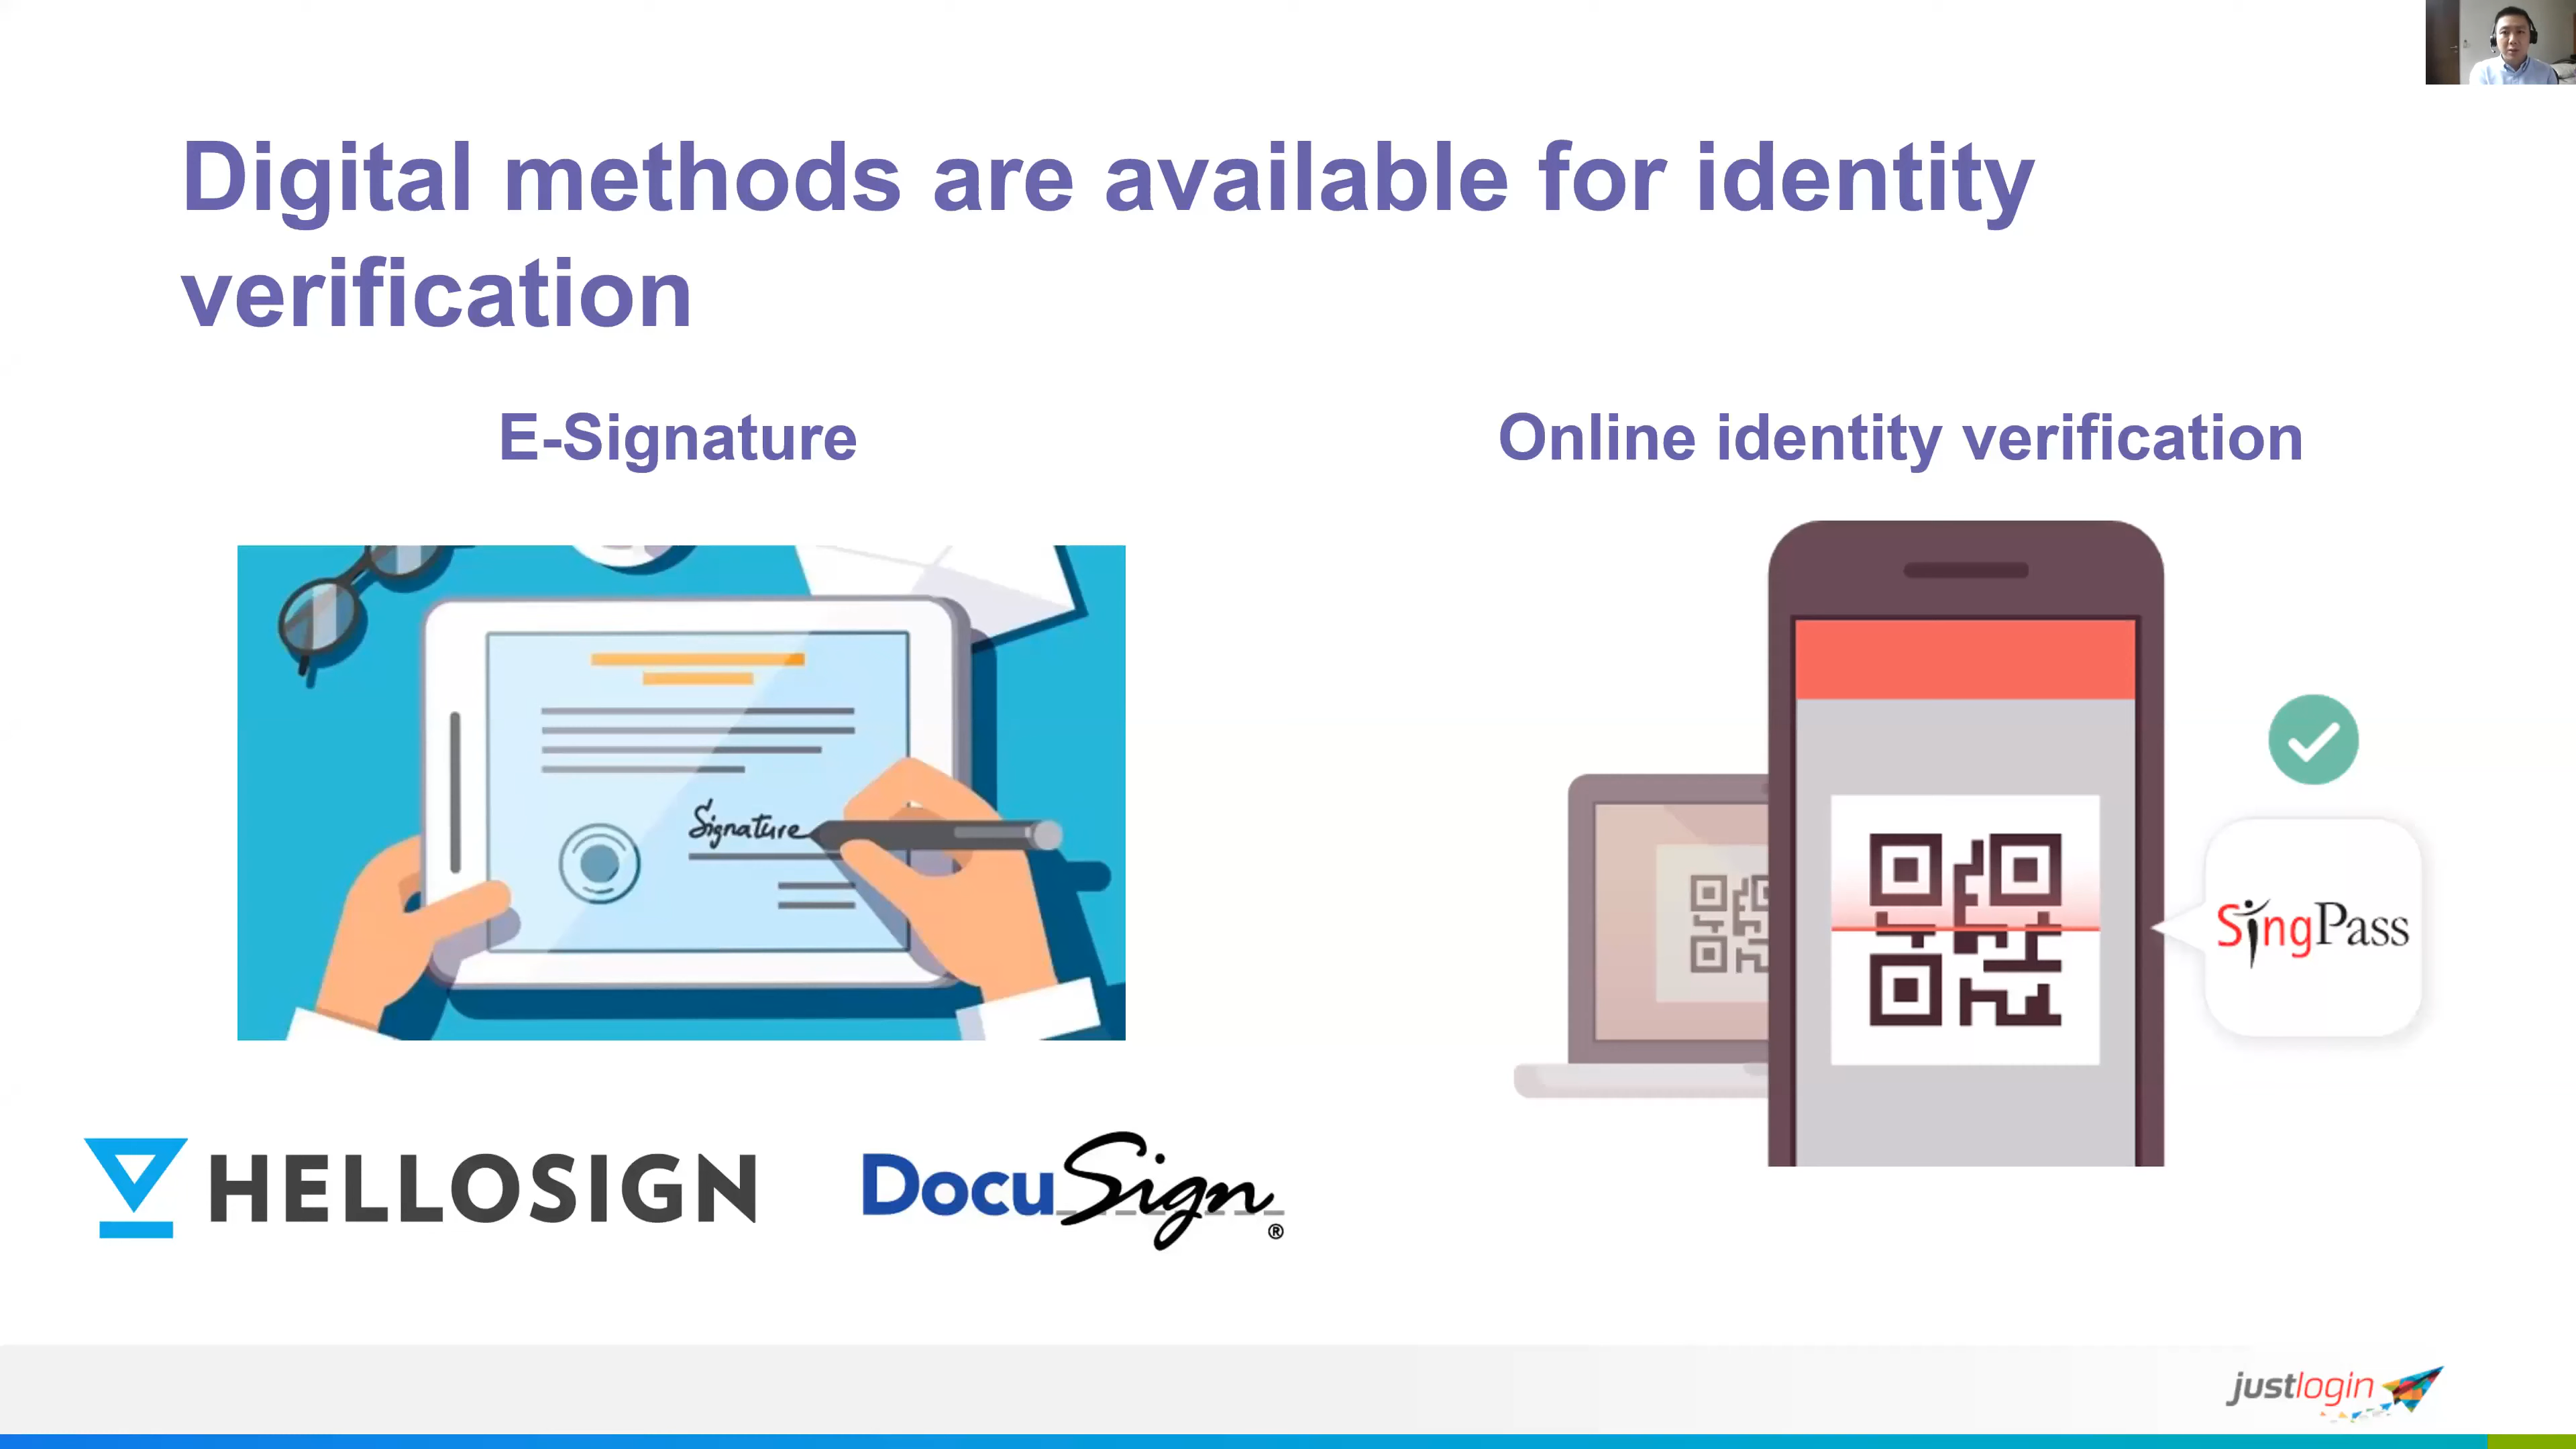 Digital methods are available for identity
verification
E-Signature
Online identity verification
Signature
SingPass
HELLOSIGN
DocuSign®
justlogin